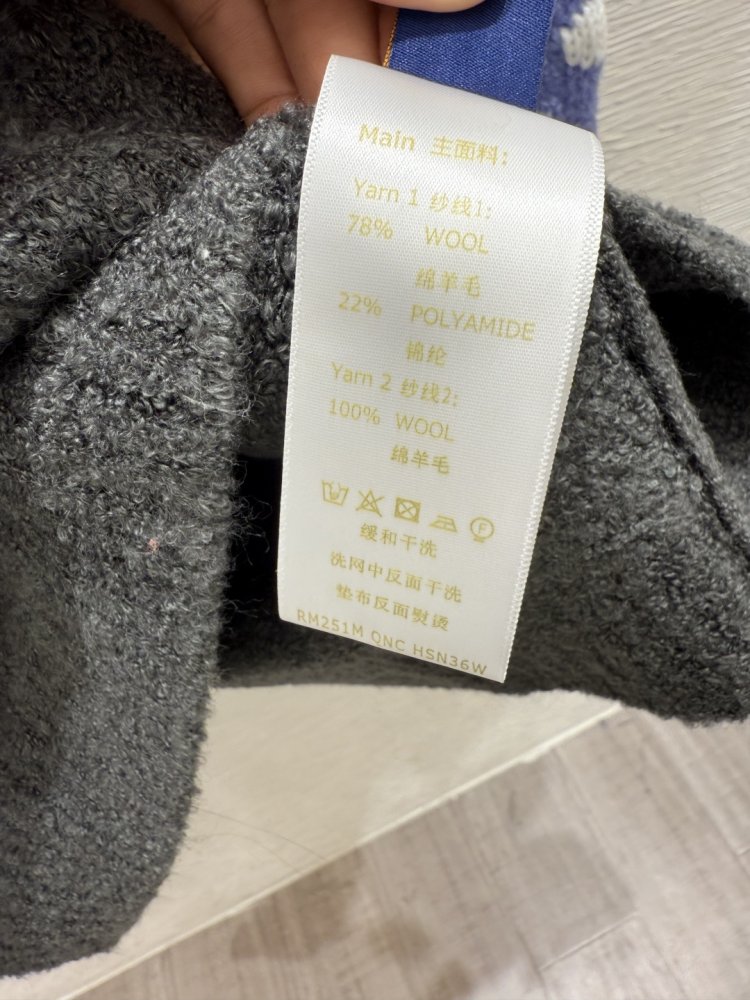 Main 主面料:
Yarn 1 纱线1:
78% WOOL
绵羊毛
22% POLYAMIDE
锦纶
Yarn 2 纱线2:
100% WOOL
绵羊毛
F
缓和干洗
洗网中反面干洗
垫布反面熨烫
RM251M QNC HSN36W